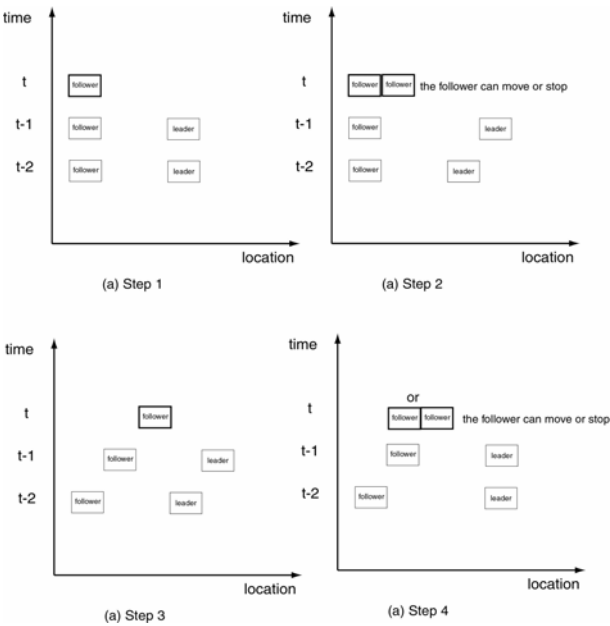 time
t
follower
t-1
follower
leader
t-2
follower
leader
location
(a) Step 1
time
t
follower follower the follower can move or stop
t-1
follower
leader
t-2
follower
leader
location
(a) Step 2
time
t
follower
t-1
follower
leader
t-2
follower
leader
location
(a) Step 3
time
or
t
follower follower the follower can move or stop
t-1
follower
leader
t-2
follower
leader
location
(a) Step 4